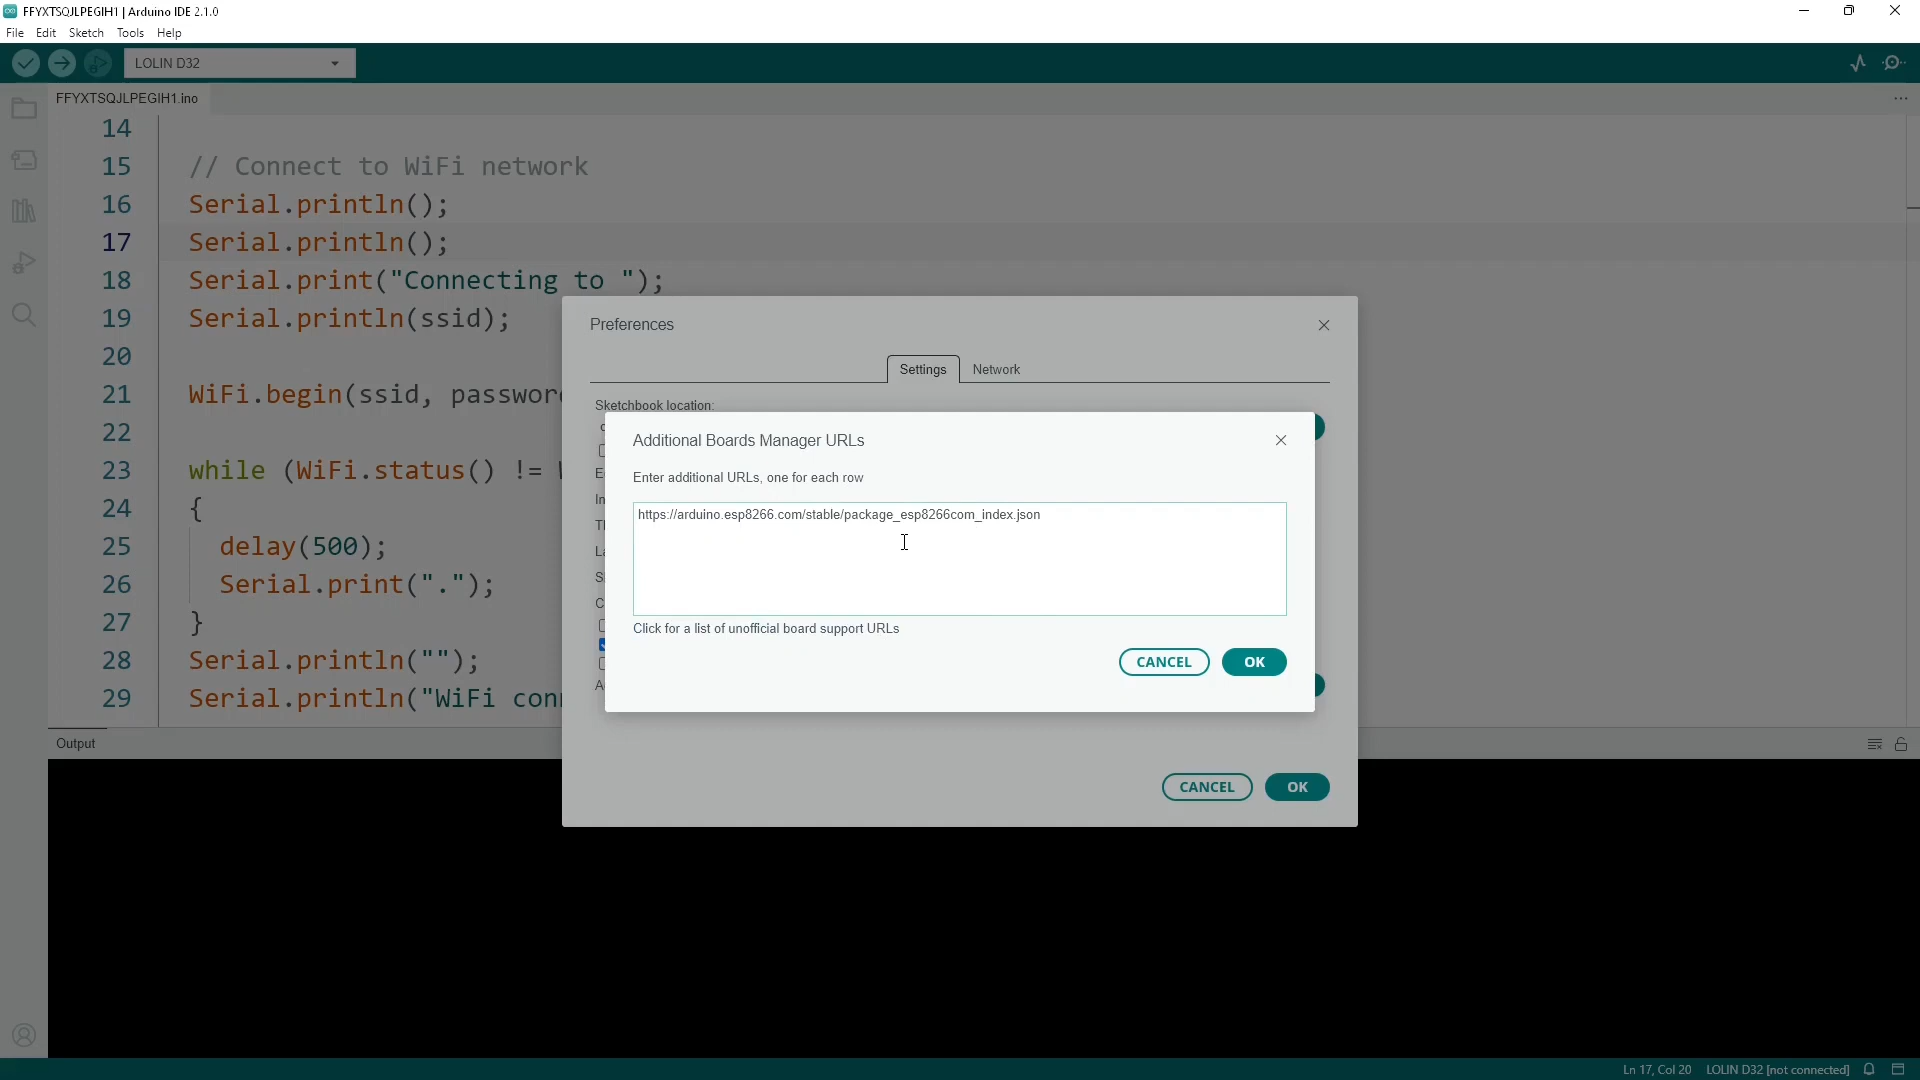 FFYXTSQJLPEGIH1 | Arduino IDE 2.1.0
File Edit Sketch Tools Help
LOLIN D32
FFYXTSQJLPEGIH1.ino
14
15 // Connect to WiFi network
16 Serial.println();
17 Serial.println();
18 Serial.print("Connecting to ");
19 Serial.println(ssid);
20
21 WiFi.begin(ssid, passwor
22
23 while (WiFi.status() !=
24 {
25 delay(500);
26 Serial.print(".");
27 }
28 Serial.println("");
29 Serial.println("WiFi con
Preferences
Settings Network
Sketchbook location:
Additional Boards Manager URLs
Enter additional URLs, one for each row
https://arduino.esp8266.com/stable/package_esp8266com_index.json
Click for a list of unofficial board support URLs
CANCEL OK
CANCEL OK
Output
Ln 17, Col 20 LOLIN D32 [not connected]